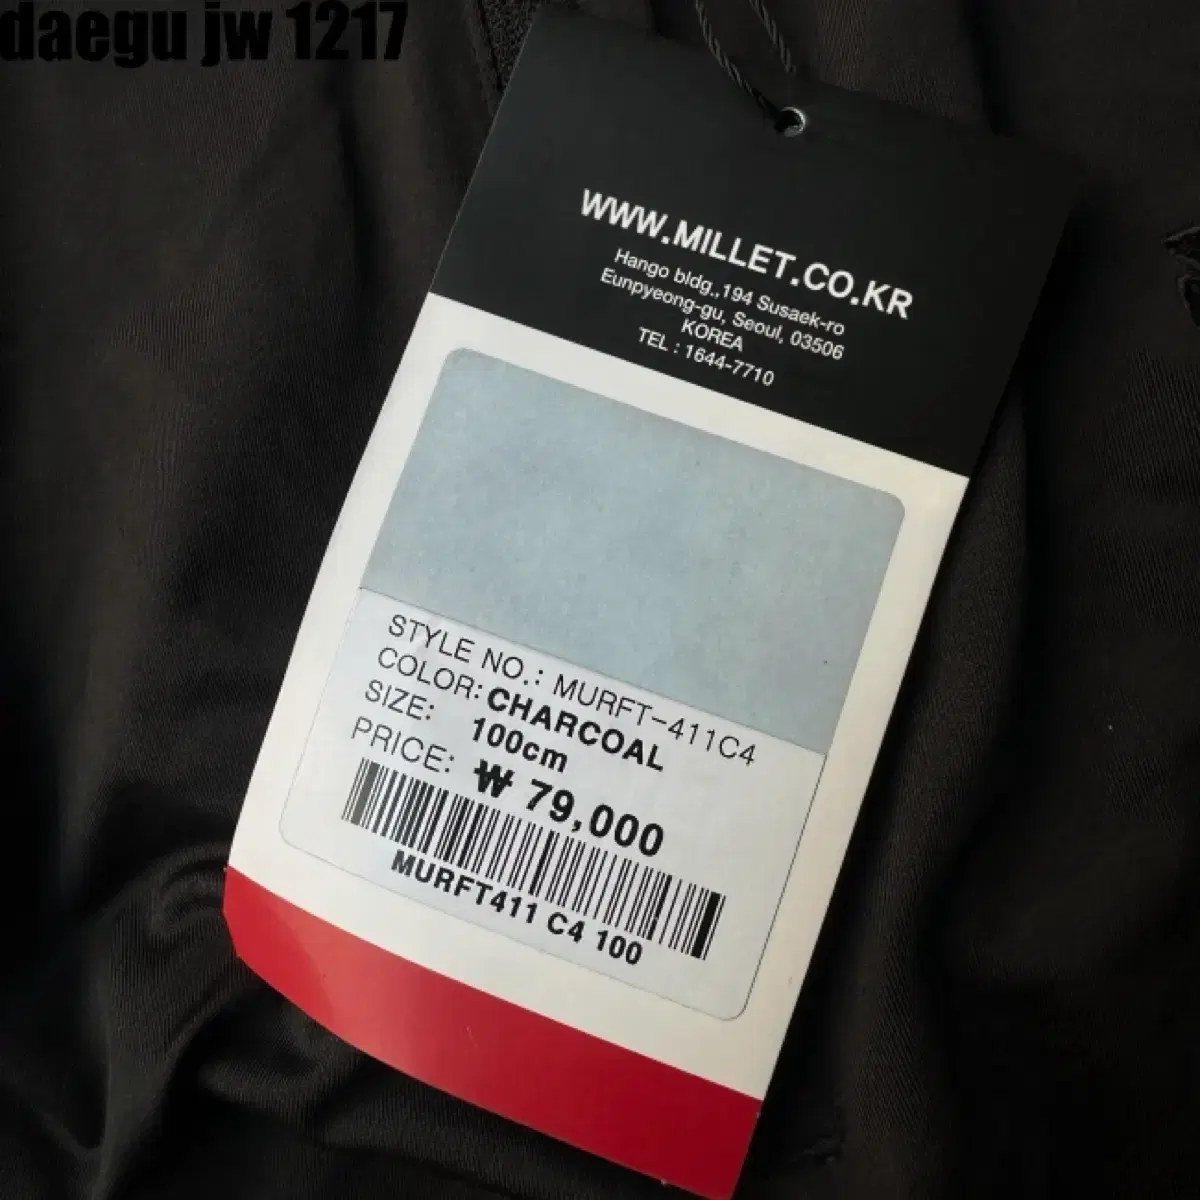 daegu jw 1217
WWW.MILLET.CO.KR
Hango bldg.,194 Susaek-ro
Eunpyeong-gu, Seoul, 03506
KOREA
TEL : 1644-7710
STYLE NO.: MURFT-411C4
COLOR: CHARCOAL
SIZE: 100cm
PRICE: ₩ 79,000
MURFT411 C4 100